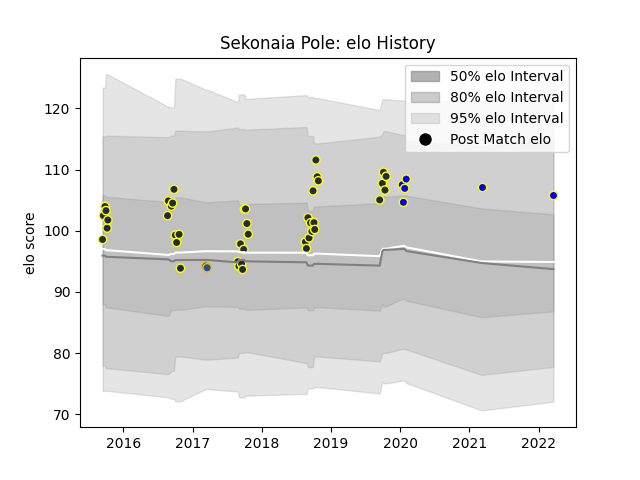 Sekonaia Pole: elo History
50% elo Interval
80% elo Interval
95% elo Interval
Post Match elo
elo score
120
110
100
90
80
70
2016 2017 2018 2019 2020 2021 2022